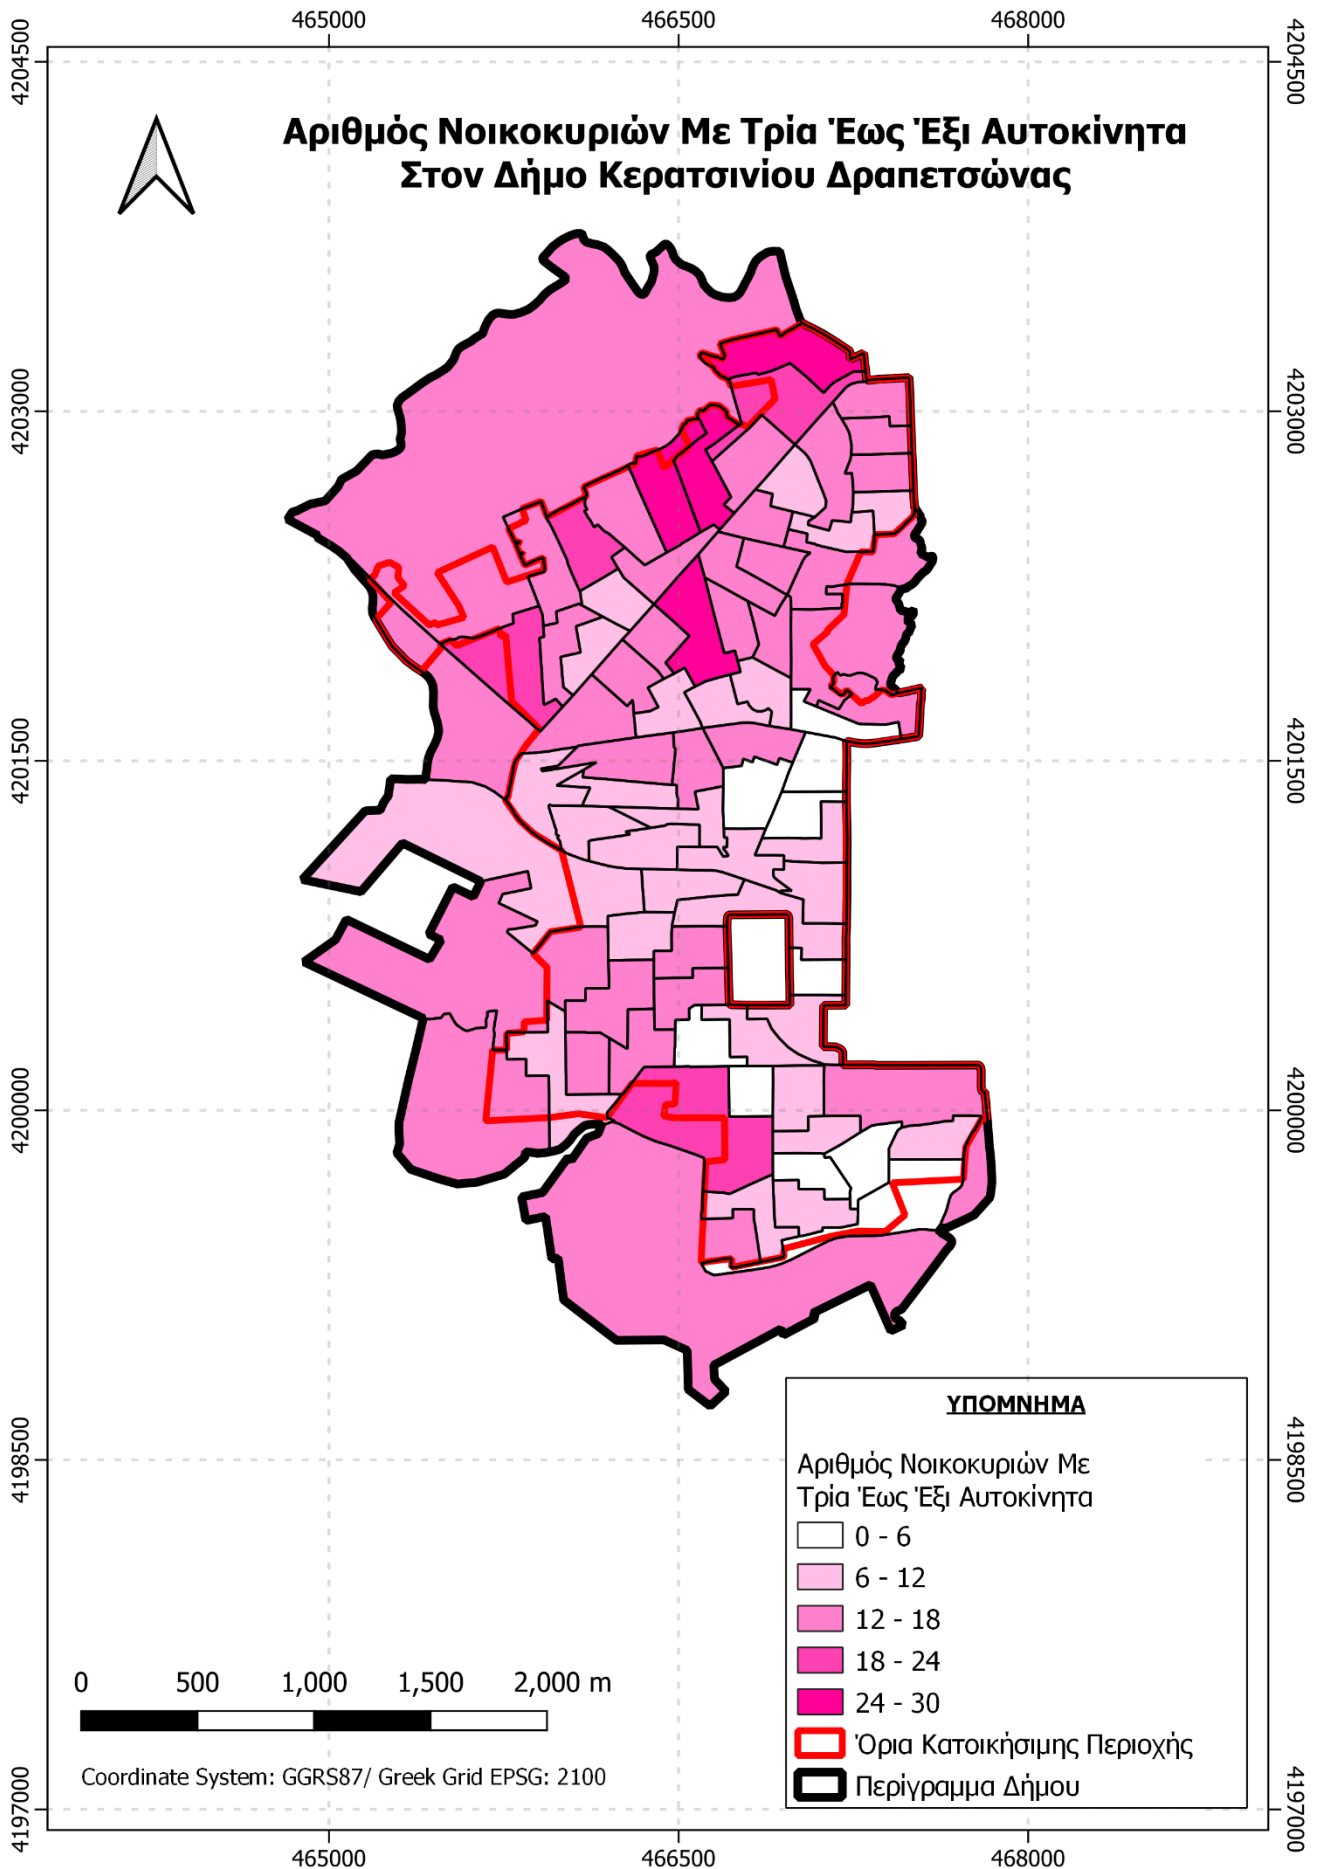 465000 466500 468000
4204500 4204500
Αριθμός Νοικοκυριών Με Τρία Έως Έξι Αυτοκίνητα
Στον Δήμο Κερατσινίου Δραπετσώνας
4203000 4203000
4201500 4201500
4200000 4200000
ΥΠΟΜΝΗΜΑ
Αριθμός Νοικοκυριών Με
Τρία Έως Έξι Αυτοκίνητα
0 - 6
6 - 12
12 - 18
18 - 24
24 - 30
Όρια Κατοικήσιμης Περιοχής
Περίγραμμα Δήμου
4198500 4198500
0 500 1,000 1,500 2,000 m
Coordinate System: GGRS87/ Greek Grid EPSG: 2100
4197000 4197000
465000 466500 468000